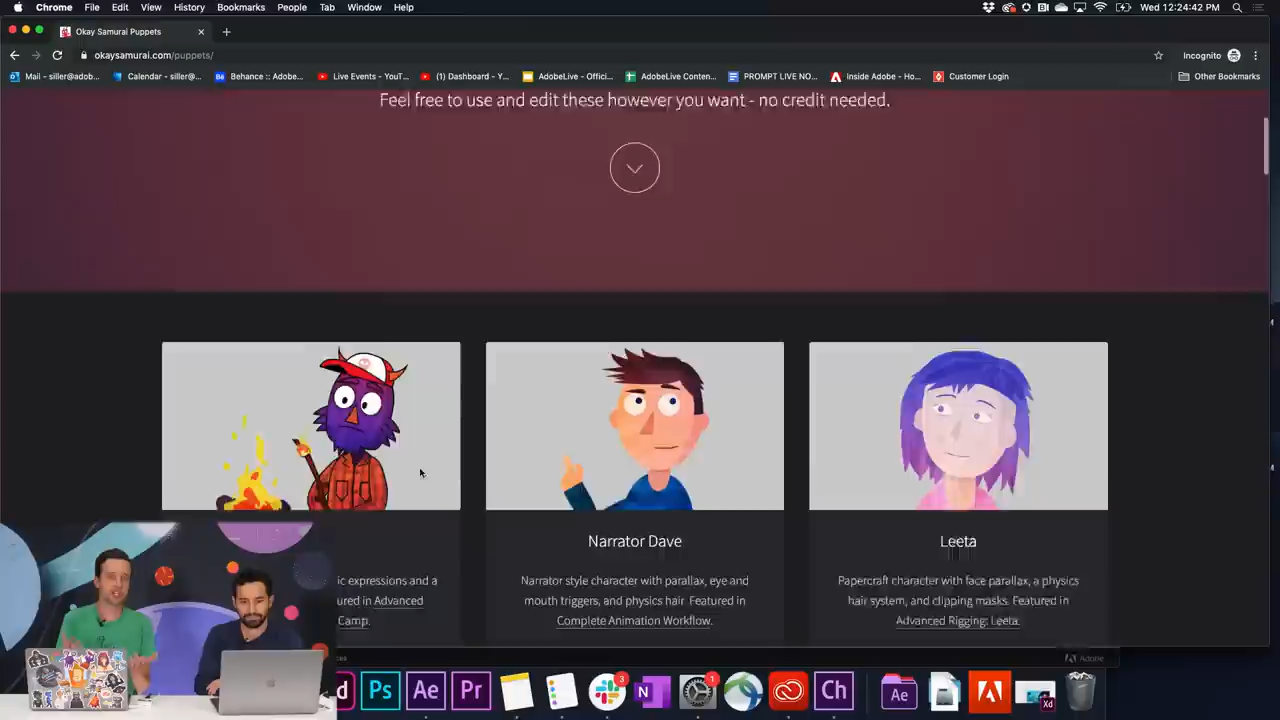 Chrome File Edit View History Bookmarks People Tab Window Help Wed 12:24:42 PM
Okay Samurai Puppets
okaysamurai.com/puppets/ Incognito
Mail - siller@adob... Calendar - siller@... Behance :: Adobe... Live Events - YouT... (1) Dashboard - Y... AdobeLive - Offici... AdobeLive Conten... PROMPT LIVE NO... Inside Adobe - Ho... Customer Login Other Bookmarks
Feel free to use and edit these however you want - no credit needed.
Narrator Dave
Leeta
ic expressions and a
ured in Advanced
Camp.
Narrator style character with parallax, eye and
mouth triggers, and physics hair. Featured in
Complete Animation Workflow.
Papercraft character with face parallax, a physics
hair system, and clipping masks. Featured in
Advanced Rigging: Leeta.
Adobe
d Ps Ae Pr 3 N 1 Ch Ae Xd